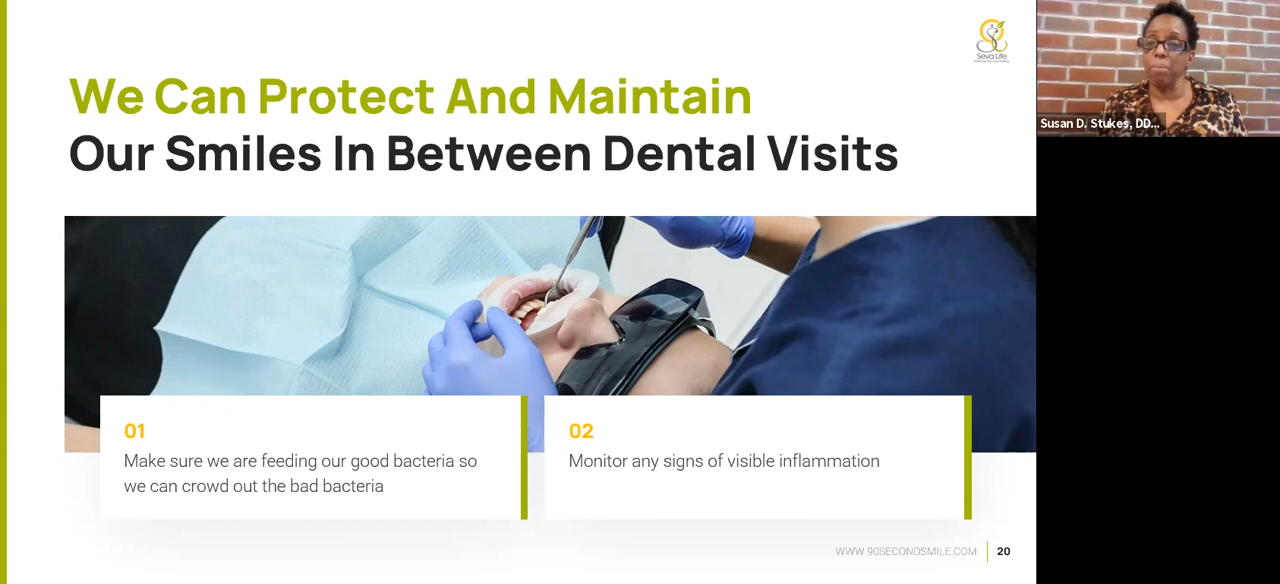 Seva Life
We Can Protect And Maintain
Our Smiles In Between Dental Visits
01
Make sure we are feeding our good bacteria so
we can crowd out the bad bacteria
02
Monitor any signs of visible inflammation
WWW.90SECONDSMILE.COM
20
Susan D. Stukes, DD...